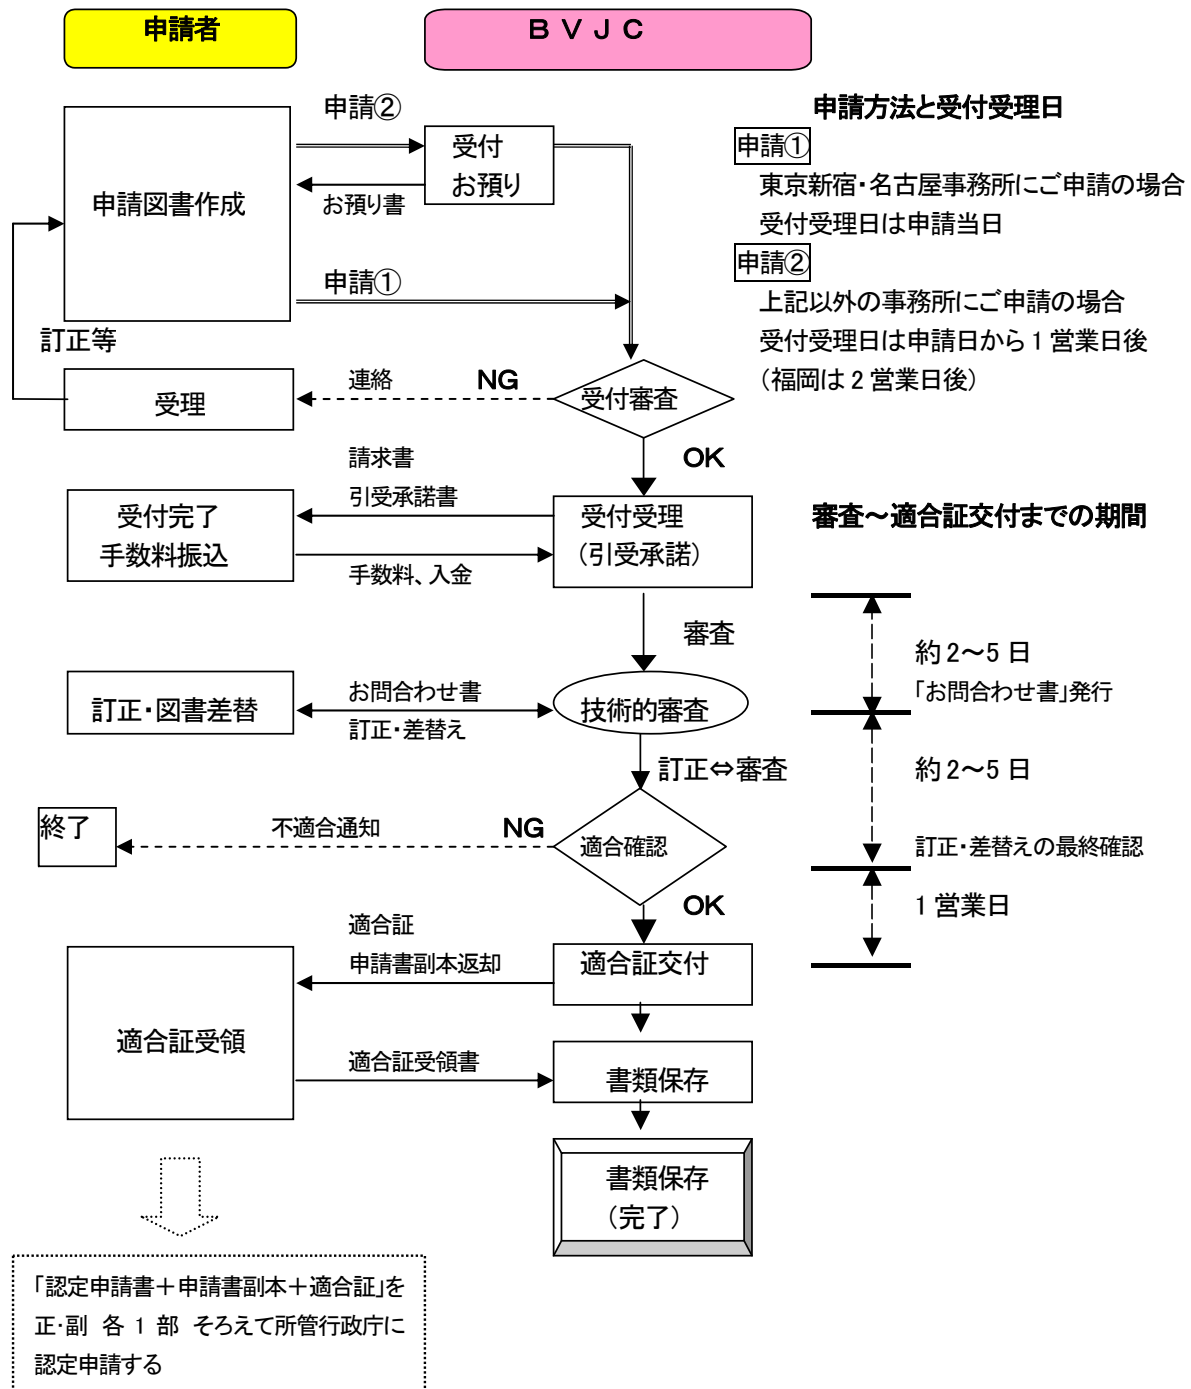 申請者
ＢＶＪＣ
申請②
受付
お預り
お預り書
申請図書作成
申請①
訂正等
申請方法と受付受理日
申請①
東京新宿・名古屋事務所にご申請の場合
受付受理日は申請当日
申請②
上記以外の事務所にご申請の場合
受付受理日は申請日から1営業日後
（福岡は2営業日後）
受理
連絡
NG
受付審査
OK
請求書
引受承諾書
受付完了
手数料振込
手数料、入金
受付受理
（引受承諾）
審査～適合証交付までの期間
審査
約2～5日
「お問合わせ書」発行
訂正・図書差替
お問合わせ書
訂正・差替え
技術的審査
訂正⇔審査
約2～5日
訂正・差替えの最終確認
終了
不適合通知
NG
適合確認
OK
1営業日
適合証
申請書副本返却
適合証交付
適合証受領
適合証受領書
書類保存
書類保存
（完了）
「認定申請書＋申請書副本＋適合証」を
正・副 各 1 部 そろえて所管行政庁に
認定申請する